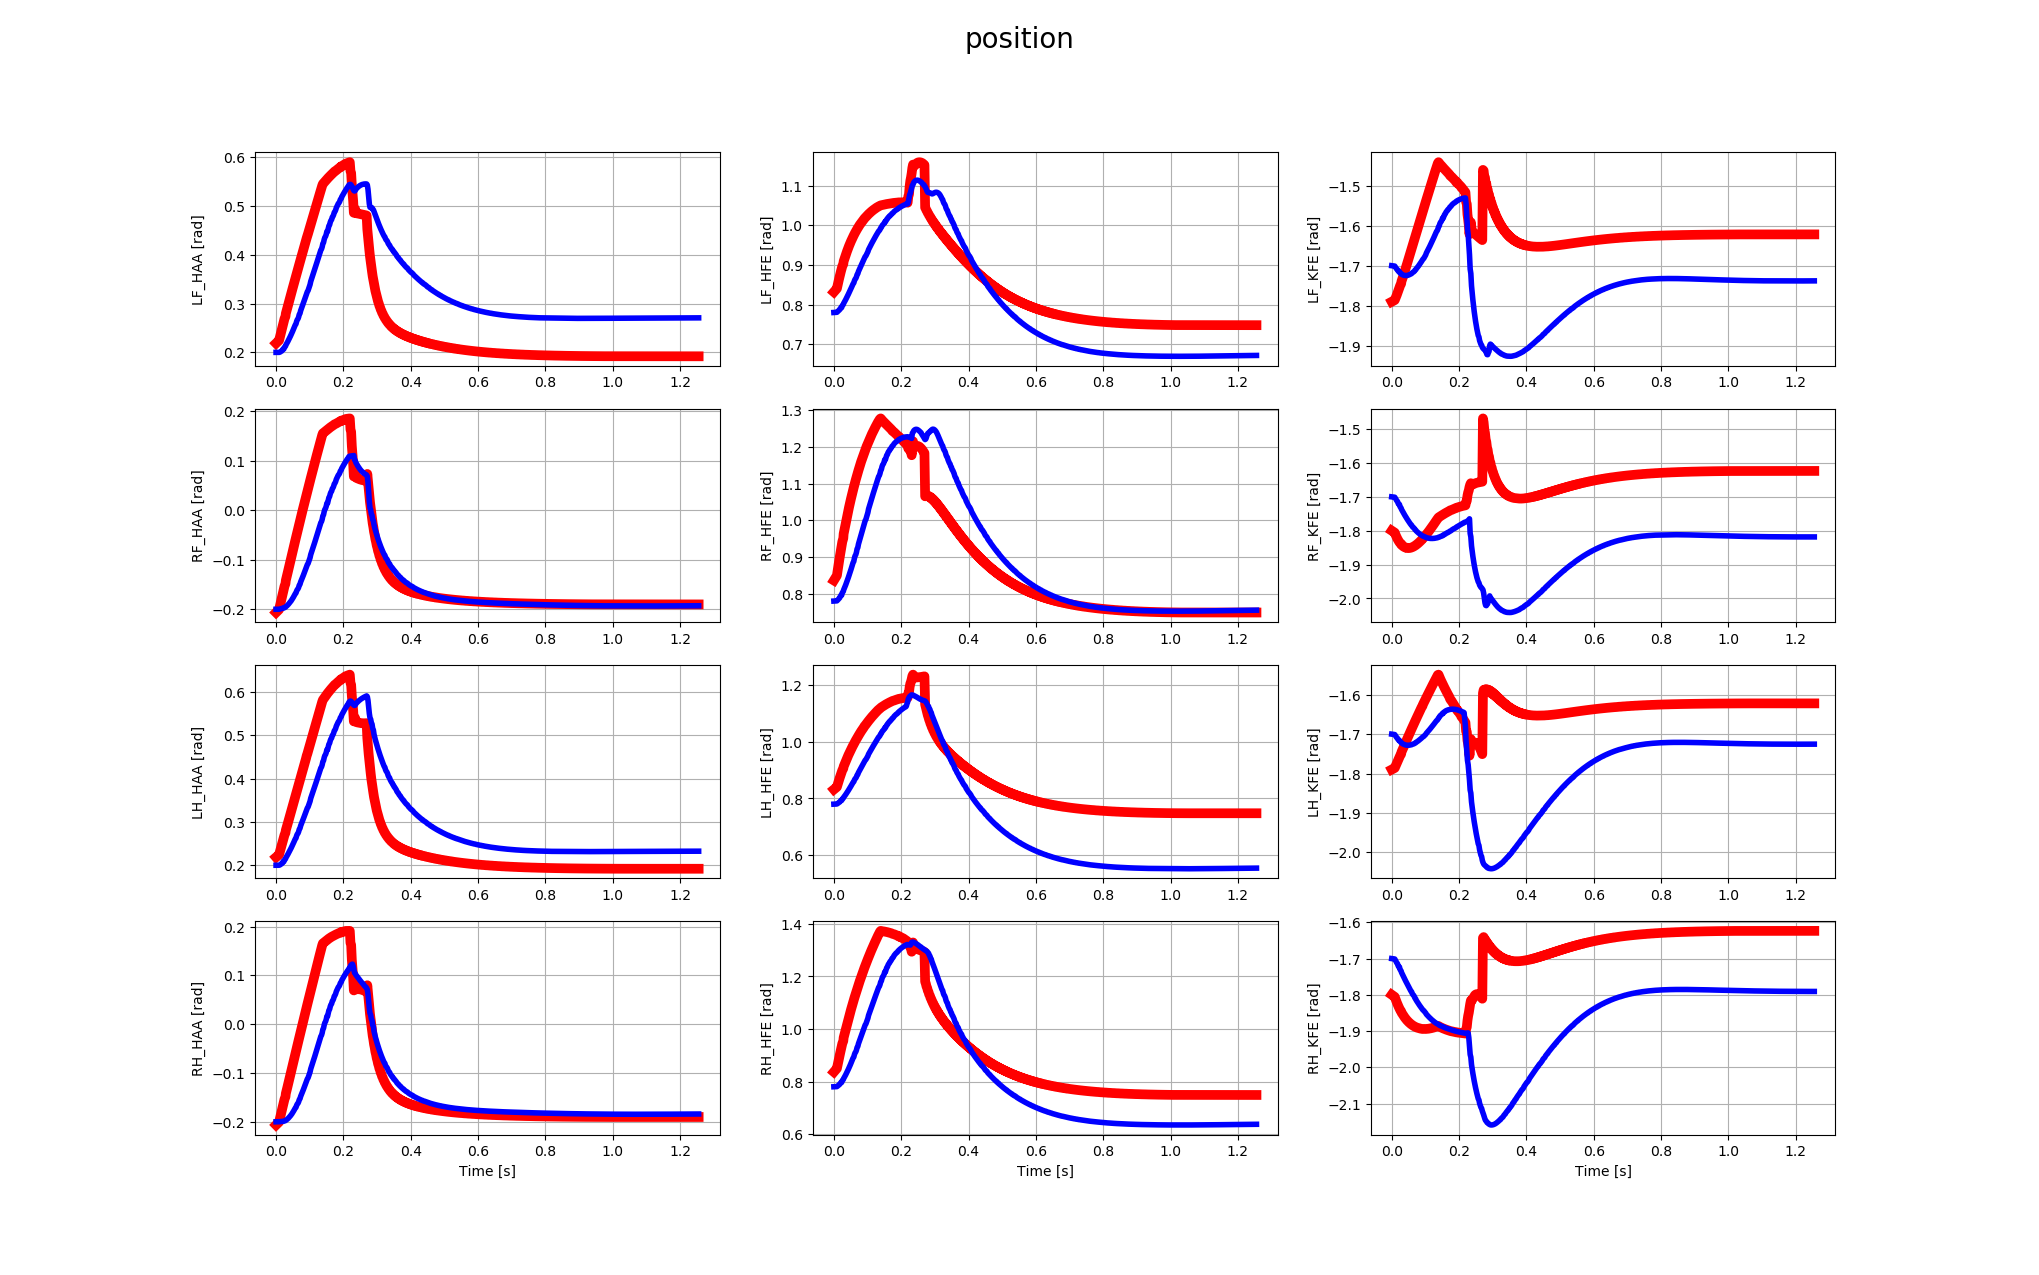 position
LF_HAA [rad]
0.6
0.5
0.4
0.3
0.2
0.0 0.2 0.4 0.6 0.8 1.0 1.2
LF_HFE [rad]
1.1
1.0
0.9
0.8
0.7
0.0 0.2 0.4 0.6 0.8 1.0 1.2
LF_KFE [rad]
−1.5
−1.6
−1.7
−1.8
−1.9
0.0 0.2 0.4 0.6 0.8 1.0 1.2
RF_HAA [rad]
0.2
0.1
0.0
−0.1
−0.2
0.0 0.2 0.4 0.6 0.8 1.0 1.2
RF_HFE [rad]
1.3
1.2
1.1
1.0
0.9
0.8
0.0 0.2 0.4 0.6 0.8 1.0 1.2
RF_KFE [rad]
−1.5
−1.6
−1.7
−1.8
−1.9
−2.0
0.0 0.2 0.4 0.6 0.8 1.0 1.2
LH_HAA [rad]
0.6
0.5
0.4
0.3
0.2
0.0 0.2 0.4 0.6 0.8 1.0 1.2
LH_HFE [rad]
1.2
1.0
0.8
0.6
0.0 0.2 0.4 0.6 0.8 1.0 1.2
LH_KFE [rad]
−1.6
−1.7
−1.8
−1.9
−2.0
0.0 0.2 0.4 0.6 0.8 1.0 1.2
RH_HAA [rad]
0.2
0.1
0.0
−0.1
−0.2
0.0 0.2 0.4 0.6 0.8 1.0 1.2
Time [s]
RH_HFE [rad]
1.4
1.2
1.0
0.8
0.6
0.0 0.2 0.4 0.6 0.8 1.0 1.2
Time [s]
RH_KFE [rad]
−1.6
−1.7
−1.8
−1.9
−2.0
−2.1
0.0 0.2 0.4 0.6 0.8 1.0 1.2
Time [s]